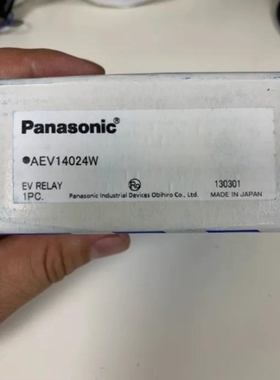 Panasonic®
●AEV14024W
EV RELAY 130301
1PC. Panasonic Industrial Devices Obihiro Co., Ltd. MADE IN JAPAN